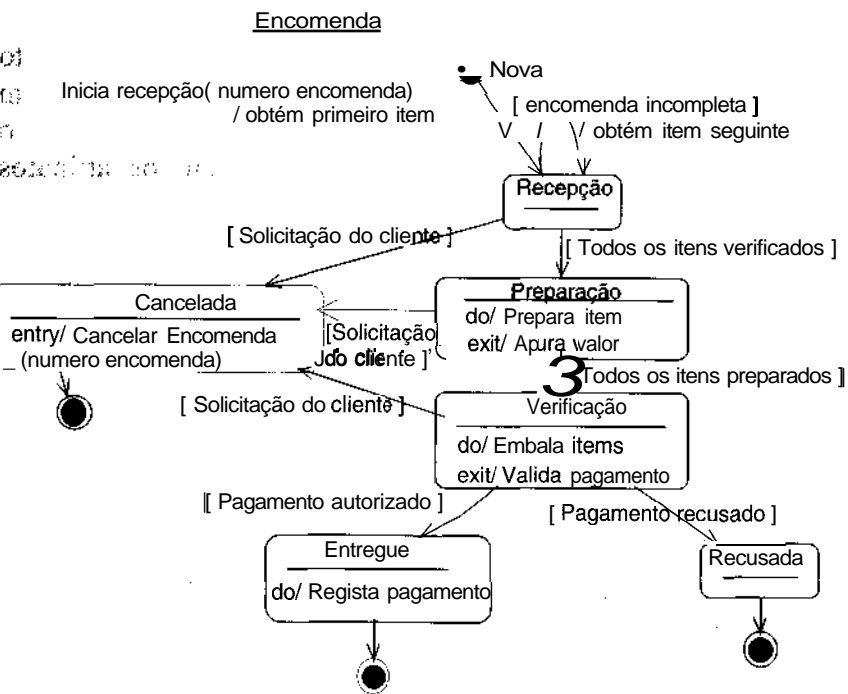 Encomenda
Nova
Inicia recepção( numero encomenda)
/ obtém primeiro item
[ encomenda incompleta ]
/ obtém item seguinte
Recepção
[ Solicitação do cliente ]
[ Todos os itens verificados ]
Cancelada
entry/ Cancelar Encomenda
(numero encomenda)
Preparação
do/ Prepara item
exit/ Apura valor
[Solicitação
do cliente ]
Todos os itens preparados ]
[ Solicitação do cliente ]
Verificação
do/ Embala items
exit/ Valida pagamento
[ Pagamento autorizado ]
[ Pagamento recusado ]
Entregue
do/ Regista pagamento
Recusada